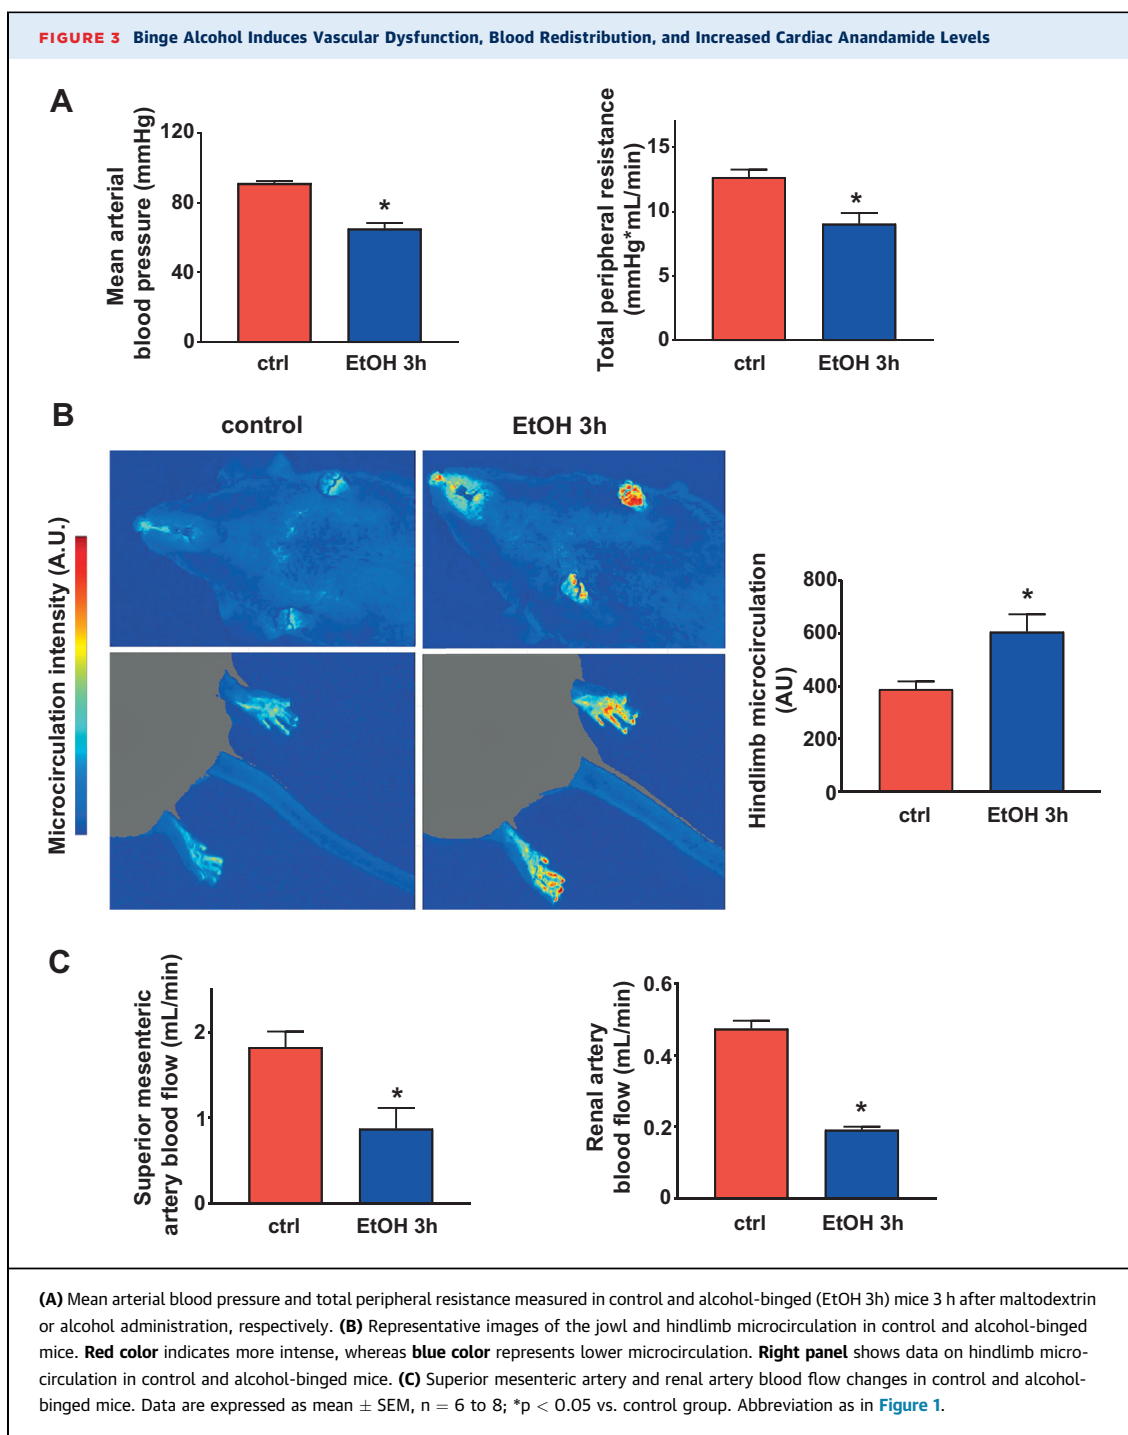 FIGURE 3 Binge Alcohol Induces Vascular Dysfunction, Blood Redistribution, and Increased Cardiac Anandamide Levels
A
Mean arterial
blood pressure (mmHg)
120
80
40
0
*
ctrl
EtOH 3h
Total peripheral resistance
(mmHg*mL/min)
15
10
5
0
*
ctrl
EtOH 3h
B
control
EtOH 3h
Microcirculation intensity (A.U.)
Hindlimb microcirculation
(AU)
800
600
400
200
0
*
ctrl
EtOH 3h
C
Superior mesenteric
artery blood flow (mL/min)
2
1
0
*
ctrl
EtOH 3h
Renal artery
blood flow (mL/min)
0.6
0.4
0.2
0
*
ctrl
EtOH 3h
(A) Mean arterial blood pressure and total peripheral resistance measured in control and alcohol-binged (EtOH 3h) mice 3 h after maltodextrin
or alcohol administration, respectively. (B) Representative images of the jowl and hindlimb microcirculation in control and alcohol-binged
mice. Red color indicates more intense, whereas blue color represents lower microcirculation. Right panel shows data on hindlimb micro-
circulation in control and alcohol-binged mice. (C) Superior mesenteric artery and renal artery blood flow changes in control and alcohol-
binged mice. Data are expressed as mean ± SEM, n = 6 to 8; *p < 0.05 vs. control group. Abbreviation as in Figure 1.